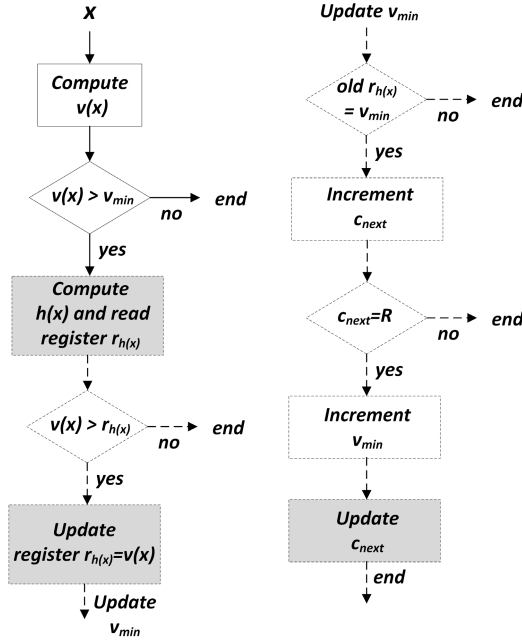 X
Compute
v(x)
v(x) > vmin
no
end
yes
Compute
h(x) and read
register rh(x)
v(x) > rh(x)
no
end
yes
Update
register rh(x)=v(x)
Update
vmin
Update vmin
old rh(x)
= vmin
no
end
yes
Increment
cnext
cnext=R
no
end
yes
Increment
vmin
Update
cnext
end